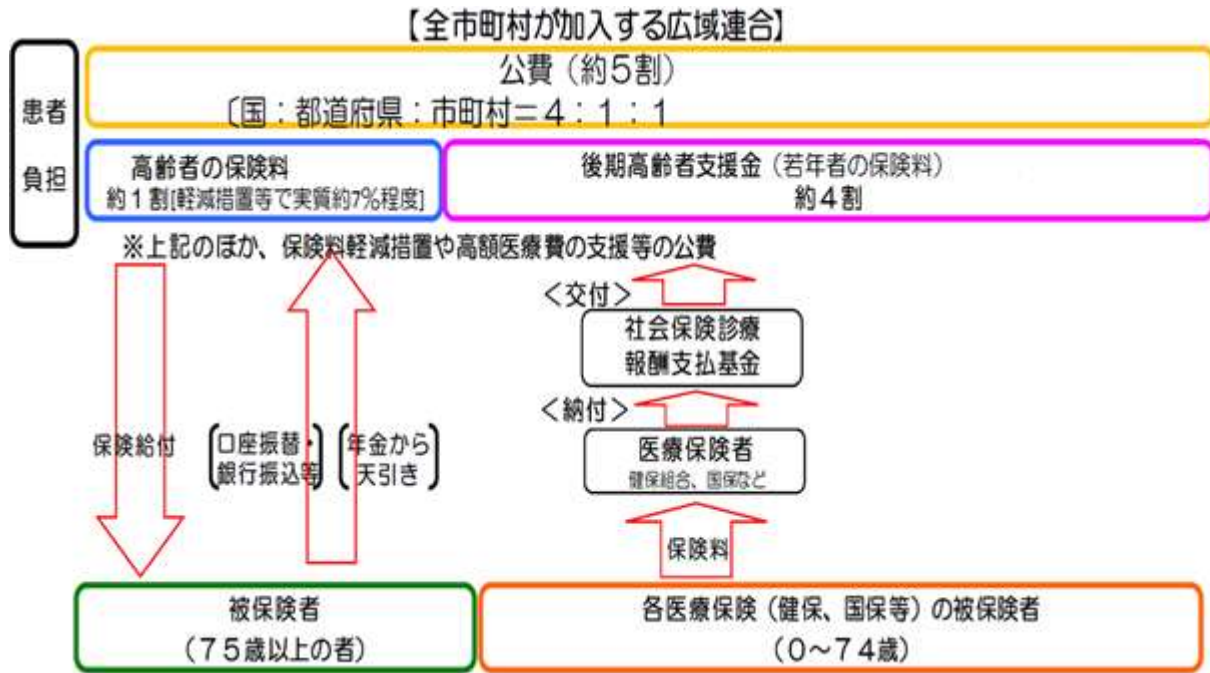 【全市町村が加入する広域連合】
患者
負担
公費（約５割）
〔国：都道府県：市町村＝４：１：１
高齢者の保険料
約１割[軽減措置等で実質約7％程度]
後期高齢者支援金（若年者の保険料）
約４割
※上記のほか、保険料軽減措置や高額医療費の支援等の公費
＜交付＞
社会保険診療
報酬支払基金
＜納付＞
保険給付
口座振替・
銀行振込等
年金から
天引き
医療保険者
健保組合、国保など
保険料
被保険者
（７５歳以上の者）
各医療保険（健保、国保等）の被保険者
（０～７４歳）